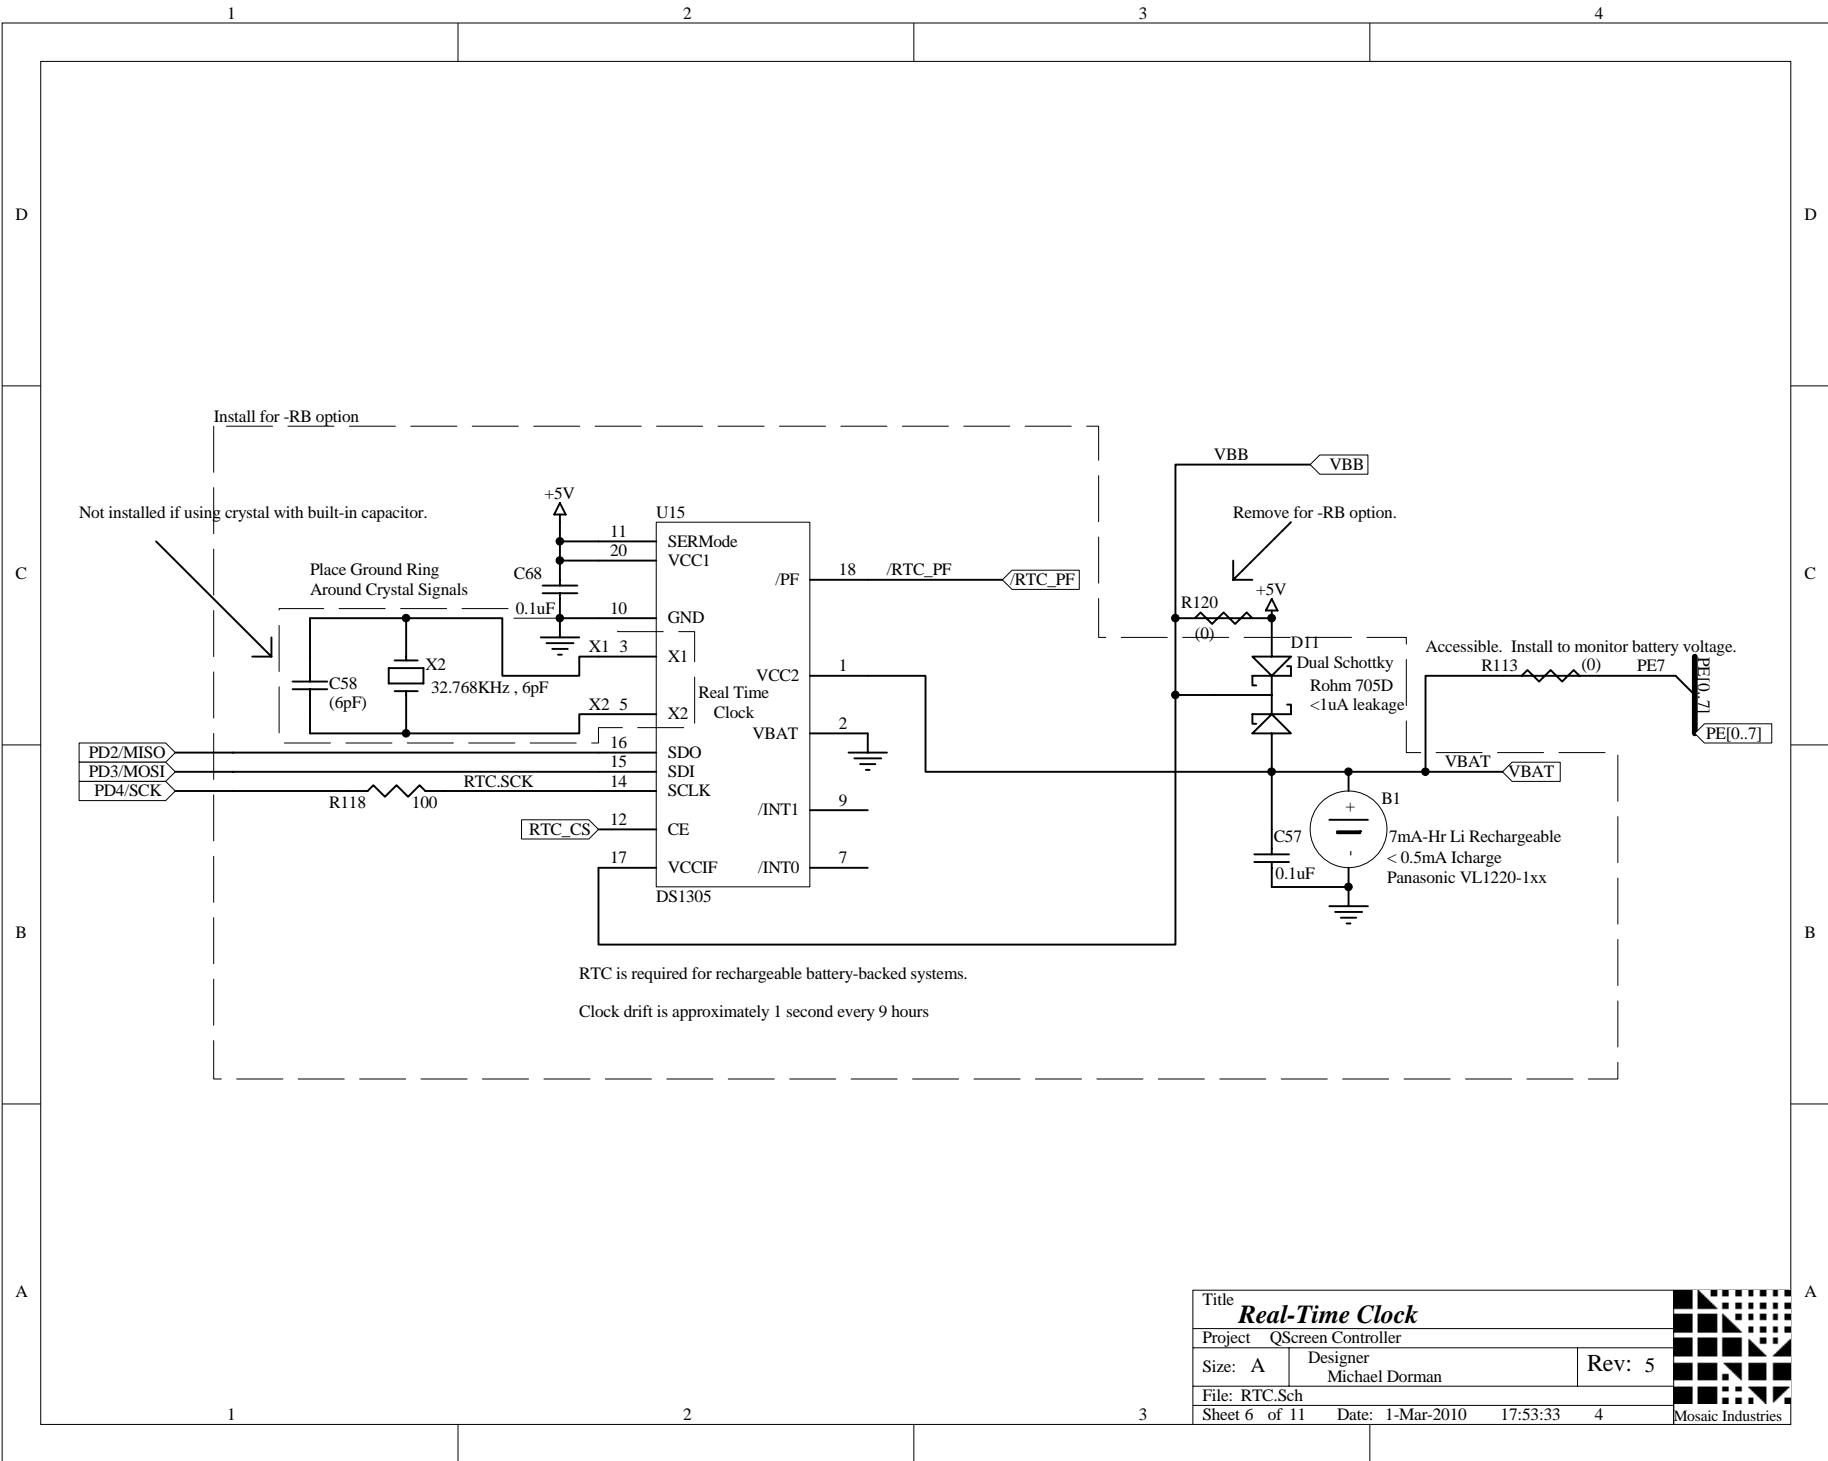 1 2 3 4
D D
Install for -RB option
VBB VBB
+5V
Not installed if using crystal with built-in capacitor.
U15
Remove for -RB option.
11 SERMode
20 VCC1
C C
Place Ground Ring
Around Crystal Signals
C68
0.1uF
/PF 18 /RTC_PF /RTC_PF
+5V
R120
(0)
10 GND
X1 3 X1
D11
Dual Schottky
Rohm 705D
<1uA leakage
Accessible. Install to monitor battery voltage.
R113 (0) PE7
PE[0..7]
PE[0..7]
X2
32.768KHz , 6pF
C58
(6pF)
VCC2 1
Real Time
Clock
X2 5 X2
VBAT 2
PD2/MISO 16 SDO
PD3/MOSI 15 SDI
PD4/SCK R118 100 RTC.SCK 14 SCLK
VBAT VBAT
/INT1 9
RTC_CS 12 CE
+ B1
-
C57
0.1uF
7mA-Hr Li Rechargeable
< 0.5mA Icharge
Panasonic VL1220-1xx
17 VCCIF
/INT0 7
DS1305
B B
RTC is required for rechargeable battery-backed systems.
Clock drift is approximately 1 second every 9 hours
A A
Title
Real-Time Clock
Project QScreen Controller
Size: A Designer
Michael Dorman
Rev: 5
File: RTC.Sch
Sheet 6 of 11 Date: 1-Mar-2010 17:53:33
Mosaic Industries
1 2 3 4